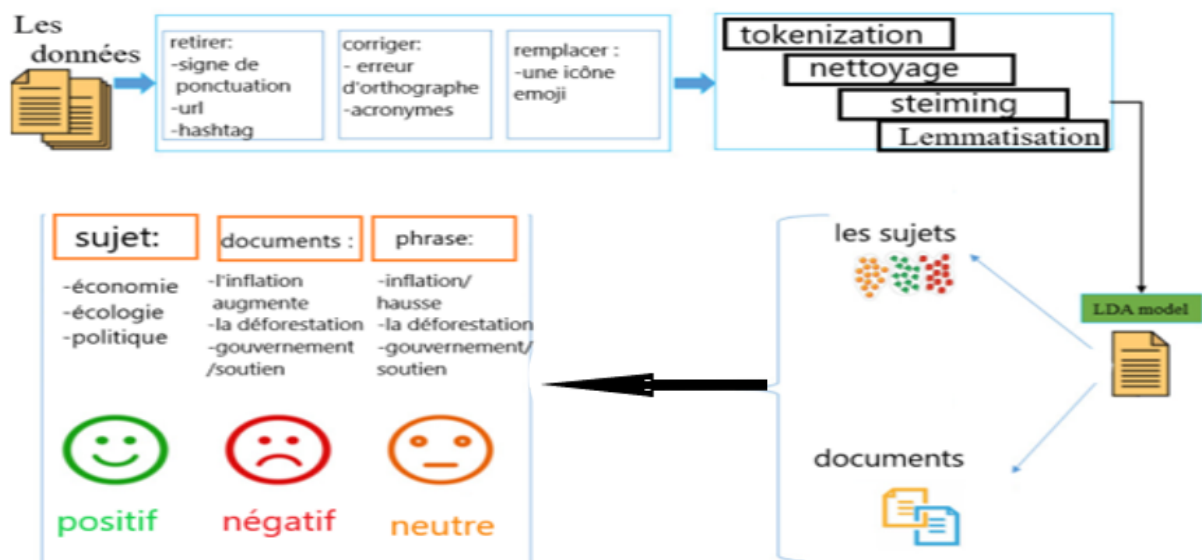 Les
données
retirer:
-signe de
ponctuation
-url
-hashtag
corriger:
- erreur
d'orthographe
-acronymes
remplacer :
-une icône
emoji
tokenization
nettoyage
steiming
Lemmatisation
LDA model
les sujets
documents
sujet:
-économie
-écologie
-politique
documents :
-l'inflation
augmente
-la déforestation
-gouvernement
/soutien
phrase:
-inflation/
hausse
-la déforestation
-gouvernement/
soutien
positif
négatif
neutre